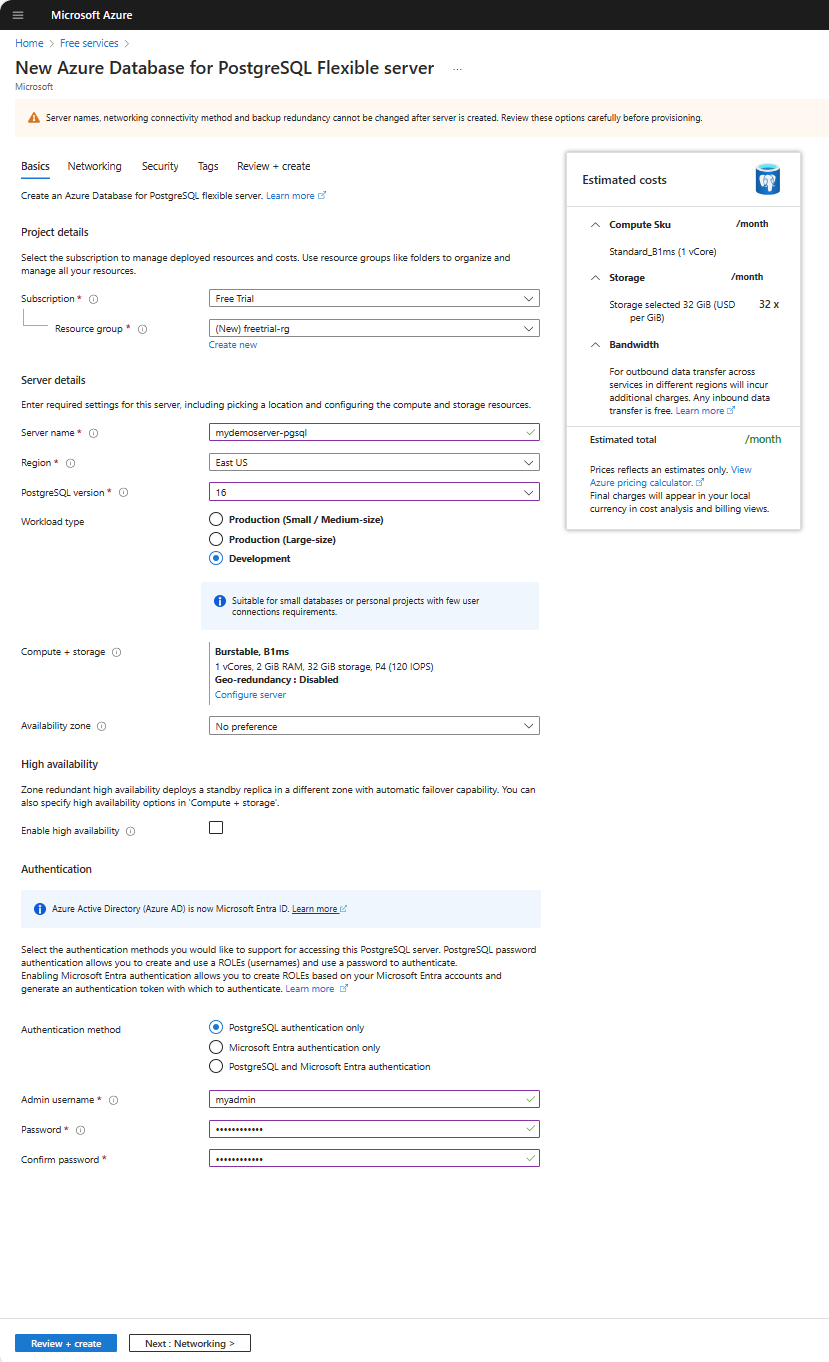 Microsoft Azure
Home > Free services >
New Azure Database for PostgreSQL Flexible server ...
Microsoft
Server names, networking connectivity method and backup redundancy cannot be changed after server is created. Review these options carefully before provisioning.
Basics Networking Security Tags Review + create
Create an Azure Database for PostgreSQL flexible server. Learn more
Project details
Select the subscription to manage deployed resources and costs. Use resource groups like folders to organize and
manage all your resources.
Subscription *
Free Trial
Resource group *
(New) freetrial-rg
Create new
Server details
Enter required settings for this server, including picking a location and configuring the compute and storage resources.
Server name *
mydemoserver-pgsql
Region *
East US
PostgreSQL version *
16
Workload type
Production (Small / Medium-size)
Production (Large-size)
Development
Suitable for small databases or personal projects with few user
connections requirements.
Compute + storage
Burstable, B1ms
1 vCores, 2 GiB RAM, 32 GiB storage, P4 (120 IOPS)
Geo-redundancy : Disabled
Configure server
Availability zone
No preference
High availability
Zone redundant high availability deploys a standby replica in a different zone with automatic failover capability. You can
also specify high availability options in 'Compute + storage'.
Enable high availability
Authentication
Azure Active Directory (Azure AD) is now Microsoft Entra ID. Learn more
Select the authentication methods you would like to support for accessing this PostgreSQL server. PostgreSQL password
authentication allows you to create and use a ROLEs (usernames) and use a password to authenticate.
Enabling Microsoft Entra authentication allows you to create ROLEs based on your Microsoft Entra accounts and
generate an authentication token with which to authenticate. Learn more
Authentication method
PostgreSQL authentication only
Microsoft Entra authentication only
PostgreSQL and Microsoft Entra authentication
Admin username *
myadmin
Password *
••••••••••••
Confirm password *
••••••••••••
Review + create
Next : Networking >
Estimated costs
Compute Sku /month
Standard_B1ms (1 vCore)
Storage /month
Storage selected 32 GiB (USD 32 x
per GiB)
Bandwidth
For outbound data transfer across
services in different regions will incur
additional charges. Any inbound data
transfer is free. Learn more
Estimated total /month
Prices reflect​s an estimates only. View
Azure pricing calculator.
Final charges will appear in your local
currency in cost analysis and billing views.